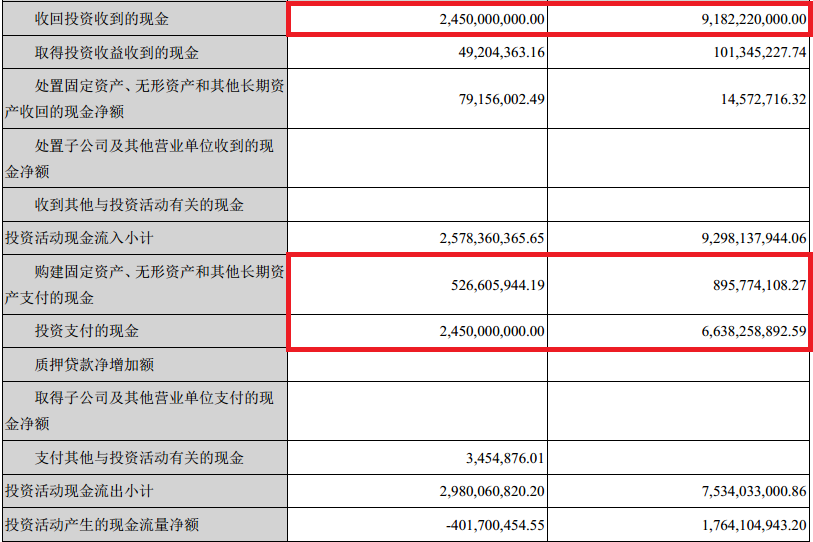 收回投资收到的现金 2,450,000,000.00 9,182,220,000.00
取得投资收益收到的现金 49,204,363.16 101,345,227.74
处置固定资产、无形资产和其他长期资
产收回的现金净额 79,156,002.49 14,572,716.32
处置子公司及其他营业单位收到的现
金净额
收到其他与投资活动有关的现金
投资活动现金流入小计 2,578,360,365.65 9,298,137,944.06
购建固定资产、无形资产和其他长期资
产支付的现金 526,605,944.19 895,774,108.27
投资支付的现金 2,450,000,000.00 6,638,258,892.59
质押贷款净增加额
取得子公司及其他营业单位支付的现
金净额
支付其他与投资活动有关的现金 3,454,876.01
投资活动现金流出小计 2,980,060,820.20 7,534,033,000.86
投资活动产生的现金流量净额 -401,700,454.55 1,764,104,943.20